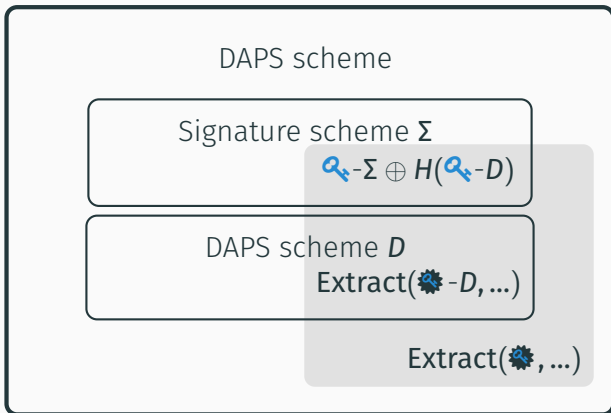 DAPS scheme
Signature scheme Σ
-Σ ⊕ H(-D)
DAPS scheme D
Extract(-D, ...)
Extract(, ...)